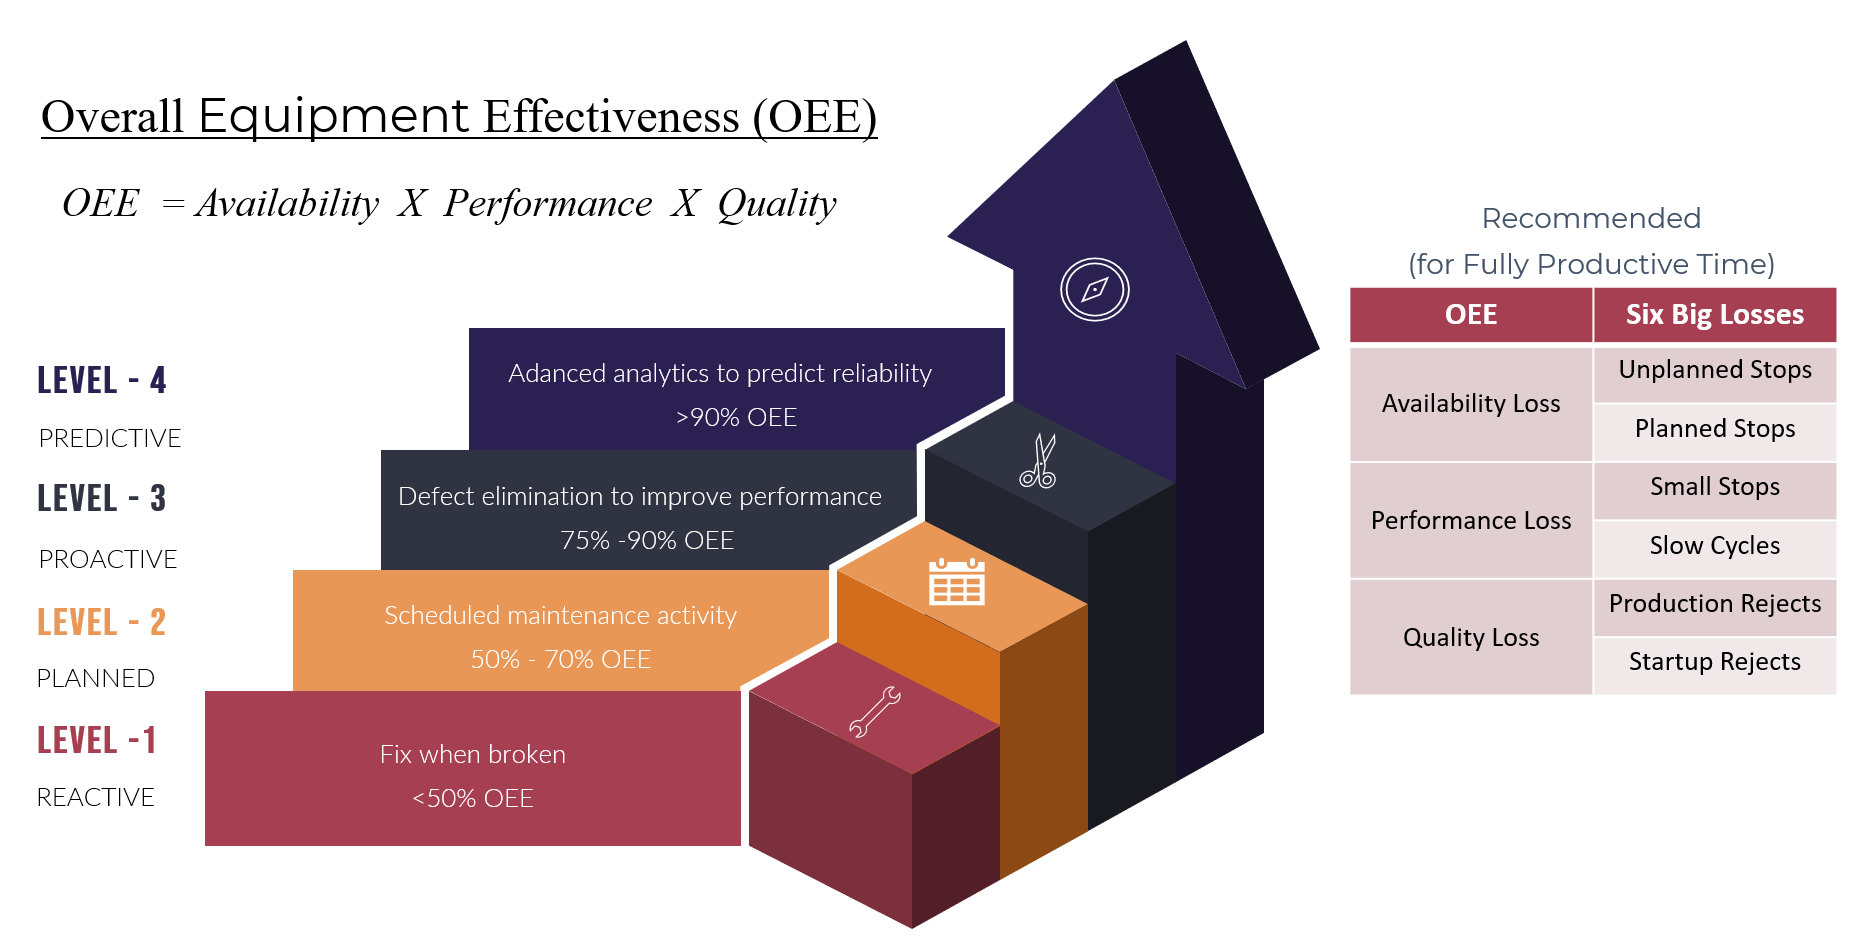 Overall Equipment Effectiveness (OEE)
OEE = Availability X Performance X Quality
LEVEL - 4
PREDICTIVE
Adanced analytics to predict reliability
>90% OEE
LEVEL - 3
PROACTIVE
Defect elimination to improve performance
75% -90% OEE
LEVEL - 2
PLANNED
Scheduled maintenance activity
50% - 70% OEE
LEVEL -1
REACTIVE
Fix when broken
<50% OEE
Recommended
(for Fully Productive Time)
OEE Six Big Losses
Availability Loss
Unplanned Stops
Planned Stops
Performance Loss
Small Stops
Slow Cycles
Quality Loss
Production Rejects
Startup Rejects